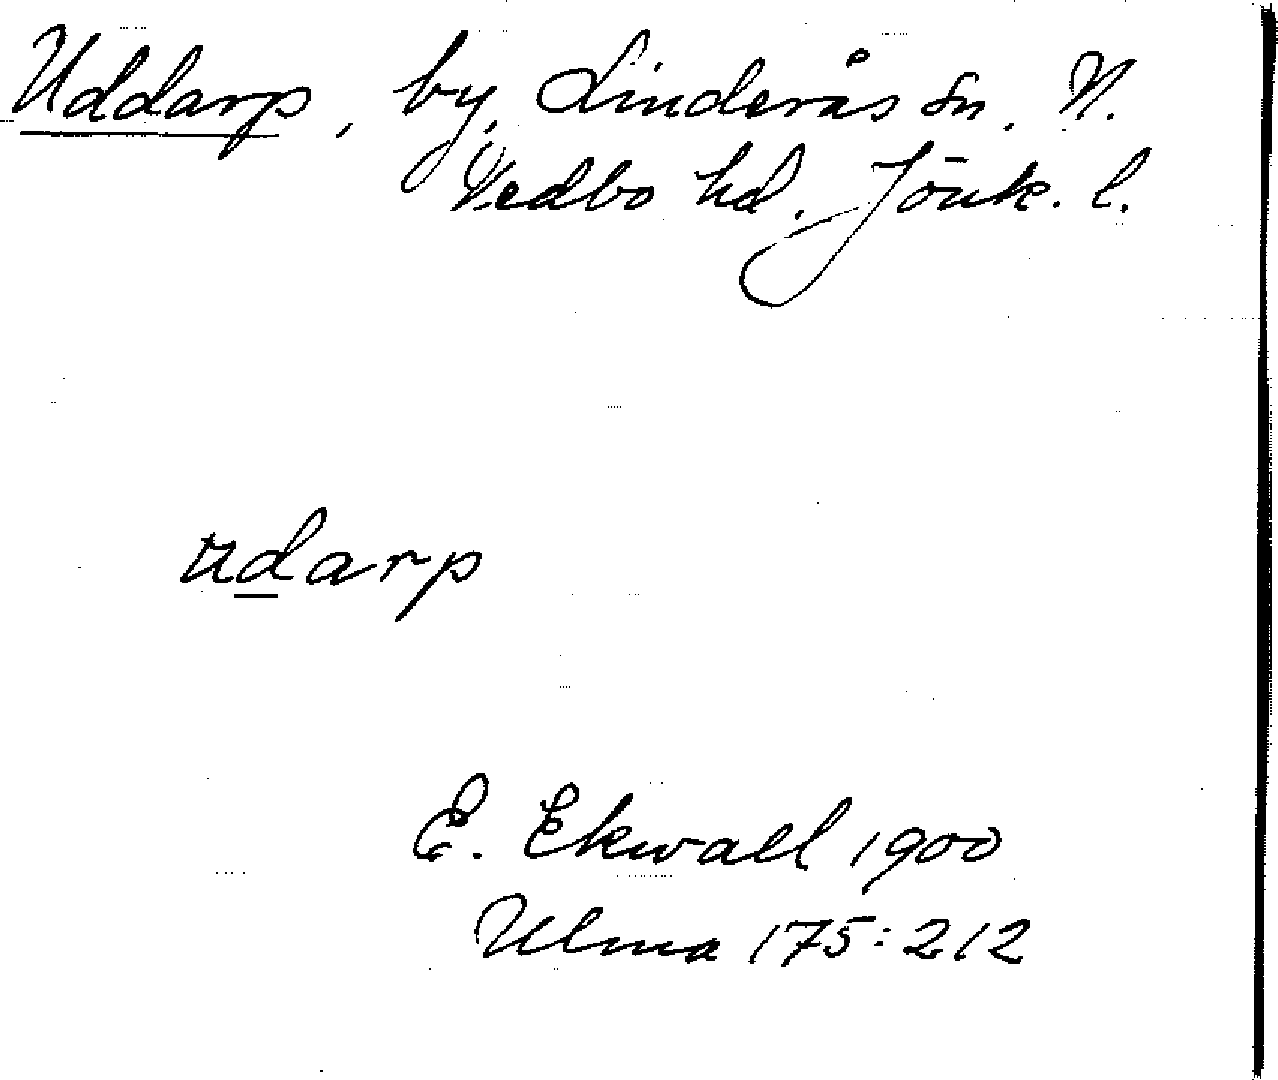 Uddarp, by, Linderås sn. N.
Vedbo hd. Jönk. l.
udarp
E. Ekwall 1900
Ulma 175:212